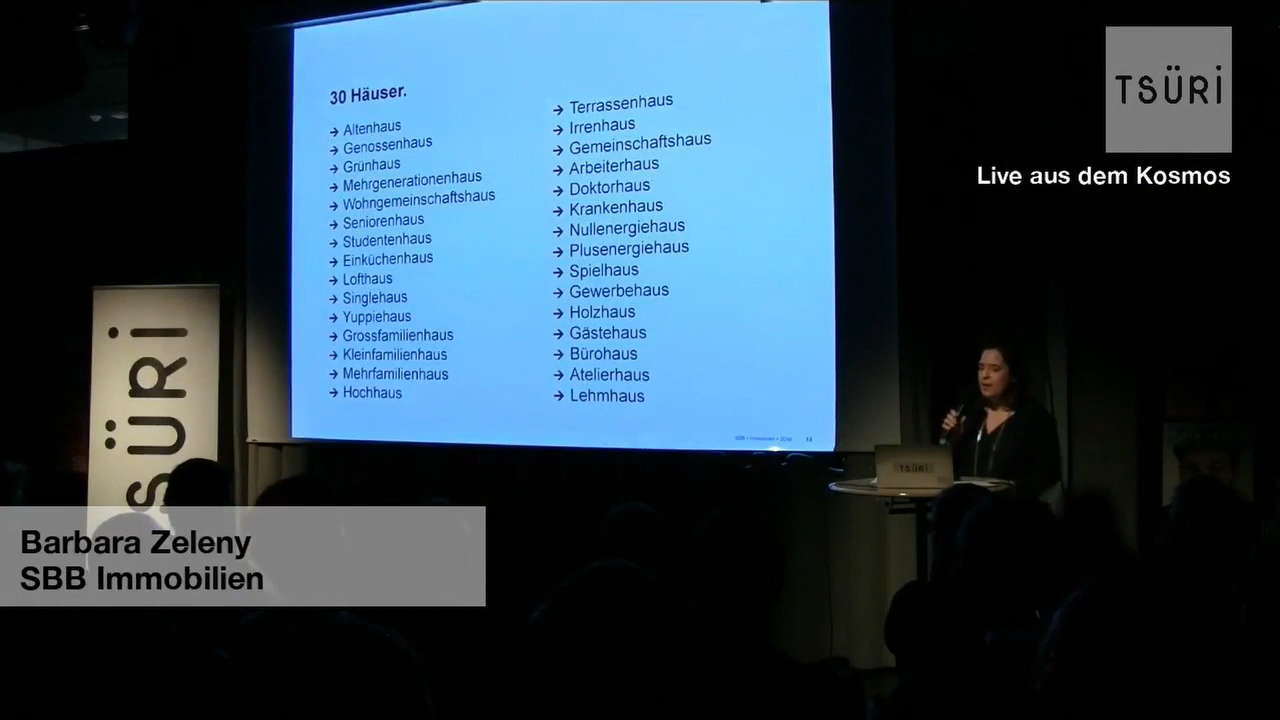 30 Häuser.
→ Altenhaus
→ Genossenhaus
→ Grünhaus
→ Mehrgenerationenhaus
→ Wohngemeinschaftshaus
→ Seniorenhaus
→ Studentenhaus
→ Einküchenhaus
→ Lofthaus
→ Singlehaus
→ Yuppiehaus
→ Grossfamilienhaus
→ Kleinfamilienhaus
→ Mehrfamilienhaus
→ Hochhaus
→ Terrassenhaus
→ Irrenhaus
→ Gemeinschaftshaus
→ Arbeiterhaus
→ Doktorhaus
→ Krankenhaus
→ Nullenergiehaus
→ Plusenergiehaus
→ Spielhaus
→ Gewerbehaus
→ Holzhaus
→ Gästehaus
→ Bürohaus
→ Atelierhaus
→ Lehmhaus
TSÜRI
Live aus dem Kosmos
SÜRI
TSÜRI
Barbara Zeleny
SBB Immobilien